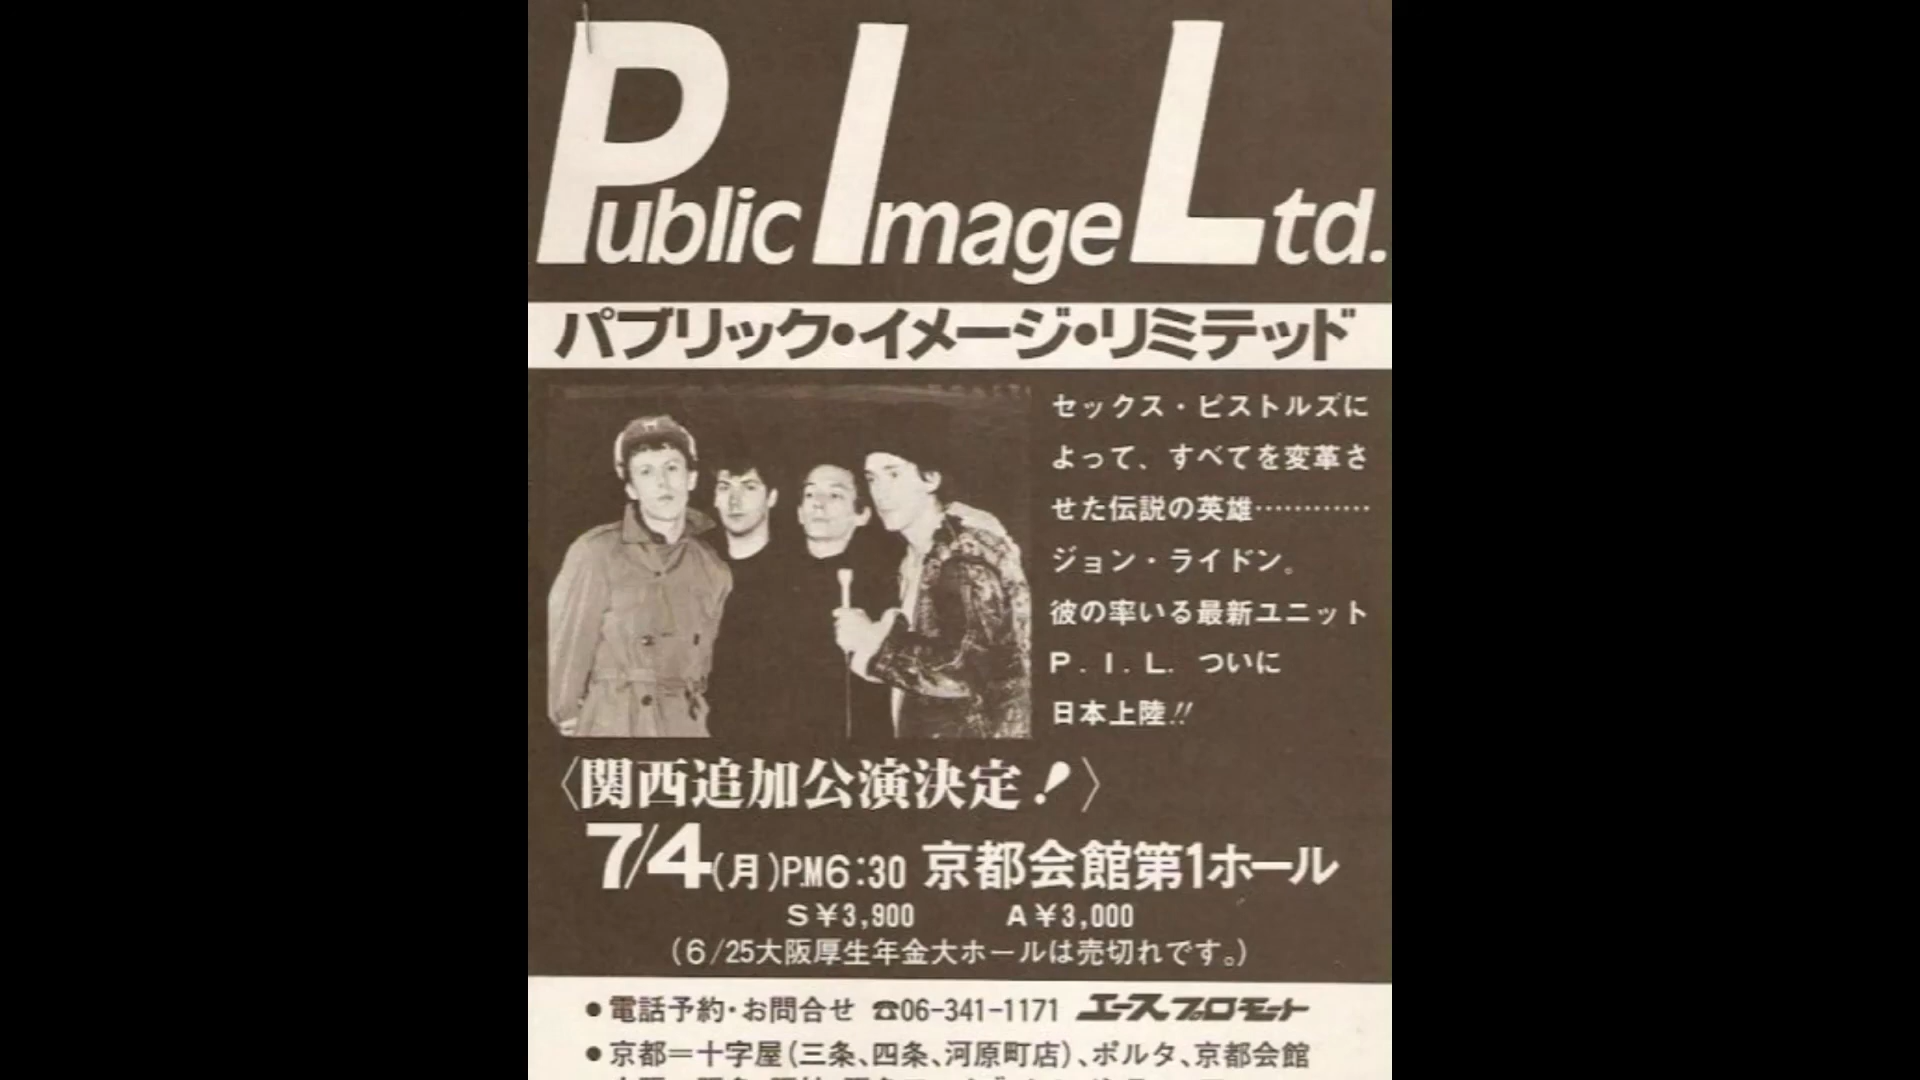 Public Image Ltd.
パブリック・イメージ・リミテッド
セックス・ピストルズに
よって、すべてを変革さ
せた伝説の英雄…………
ジョン・ライドン。
彼の率いる最新ユニット
P.I.L. ついに
日本上陸!!
〈関西追加公演決定!〉
7/4(月)P.M6:30 京都会館第1ホール
S¥3,900 A¥3,000
(6/25大阪厚生年金大ホールは売切れです。)
●電話予約・お問合せ ☎06-341-1171 エースプロモート
●京都=十字屋(三条、四条、河原町店)、ポルタ、京都会館